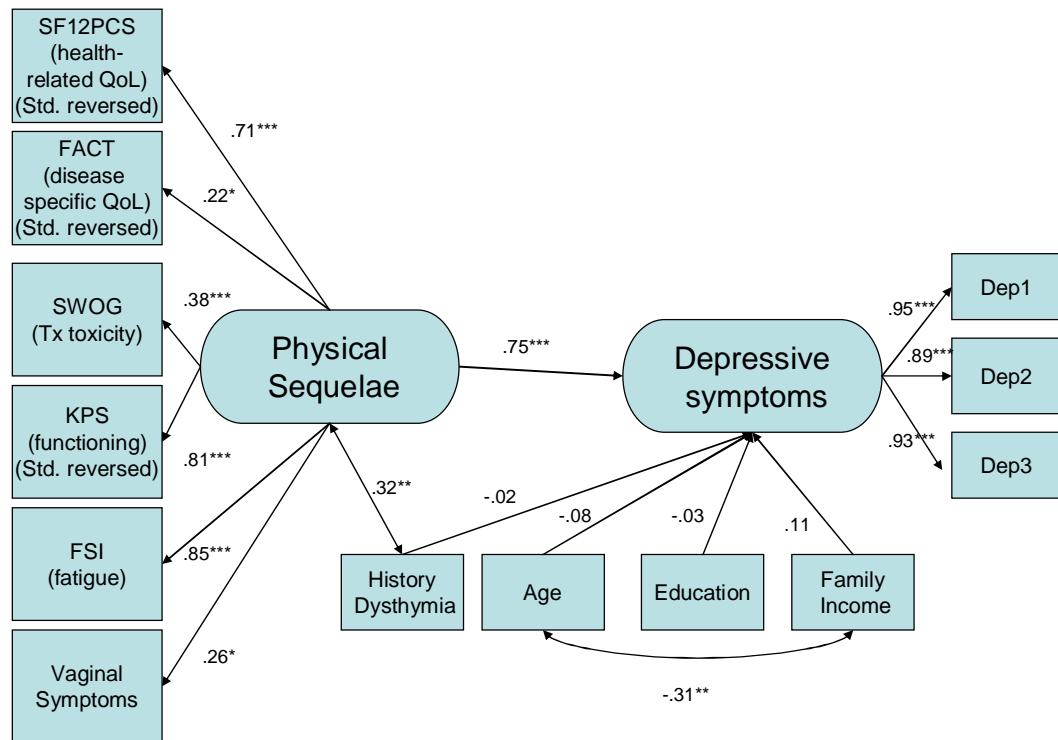 SF12PCS
(health-
related QoL)
(Std. reversed)
.71***
FACT
(disease
specific QoL)
(Std. reversed)
.22*
SWOG
(Tx toxicity)
.38***
KPS
(functioning)
(Std. reversed)
.81***
FSI
(fatigue)
.85***
Vaginal
Symptoms
.26*
Physical
Sequelae
.75***
Depressive
symptoms
.95***
.89***
.93***
Dep1
Dep2
Dep3
.32**
-.02
-.08
-.03
.11
History
Dysthymia
Age
Education
Family
Income
-.31**